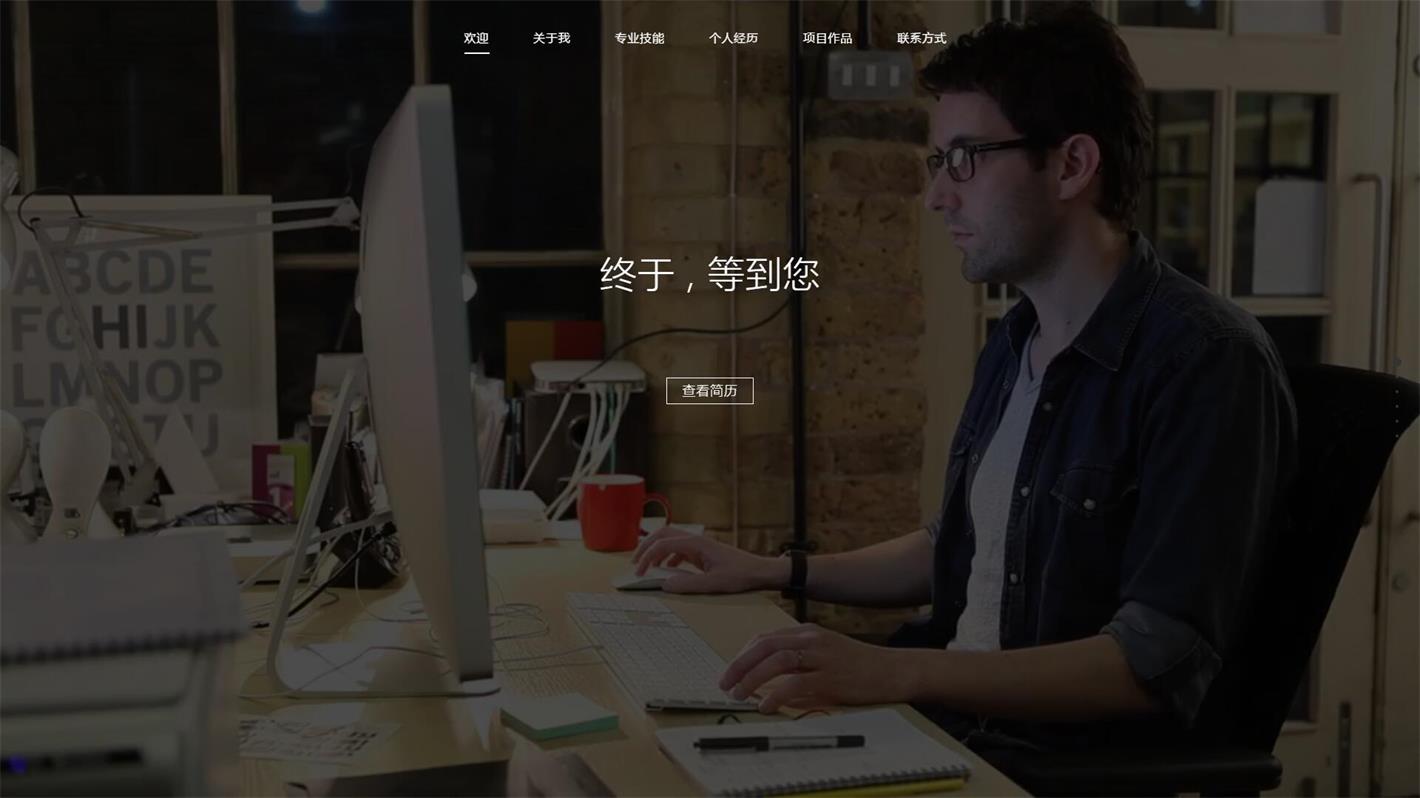 欢迎 关于我 专业技能 个人经历 项目作品 联系方式
终于，等到您
查看简历
ABCDE
FGHIJK
LMNOP